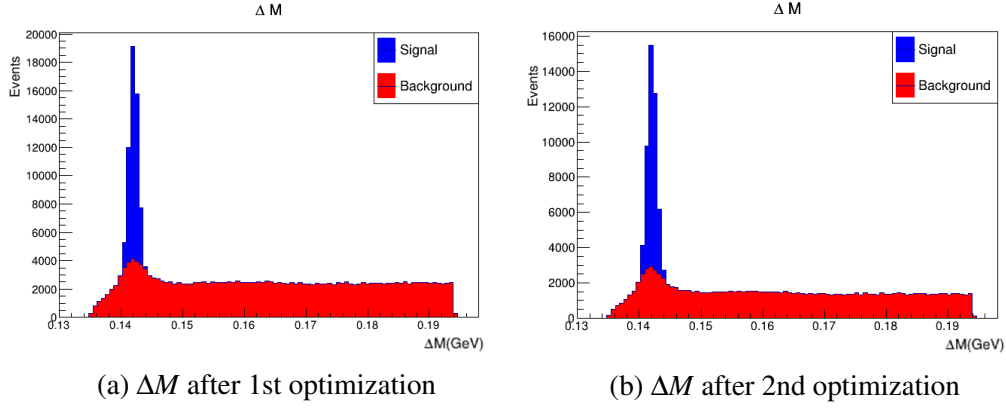 Δ M
Events
20000
18000
16000
14000
12000
10000
8000
6000
4000
2000
0
0.13 0.14 0.15 0.16 0.17 0.18 0.19
ΔM(GeV)
Signal
Background
(a) ΔM after 1st optimization
Δ M
Events
16000
14000
12000
10000
8000
6000
4000
2000
0
0.13 0.14 0.15 0.16 0.17 0.18 0.19
ΔM(GeV)
Signal
Background
(b) ΔM after 2nd optimization